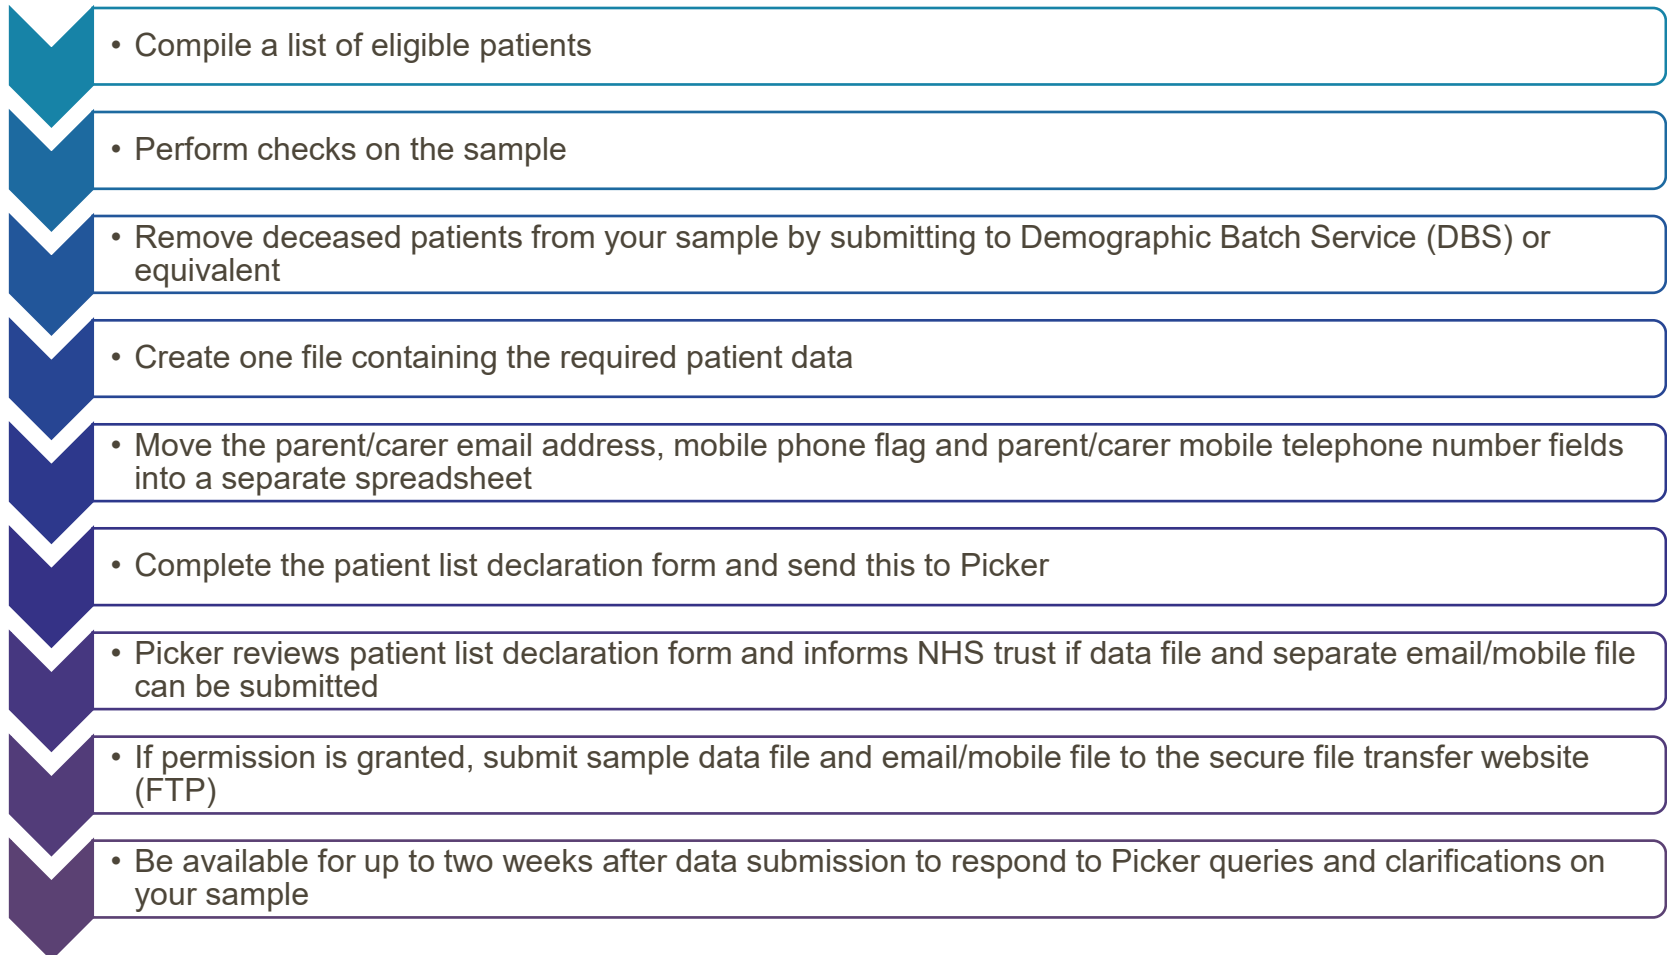 • Compile a list of eligible patients
• Perform checks on the sample
• Remove deceased patients from your sample by submitting to Demographic Batch Service (DBS) or
equivalent
• Create one file containing the required patient data
• Move the parent/carer email address, mobile phone flag and parent/carer mobile telephone number fields
into a separate spreadsheet
• Complete the patient list declaration form and send this to Picker
• Picker reviews patient list declaration form and informs NHS trust if data file and separate email/mobile file
can be submitted
• If permission is granted, submit sample data file and email/mobile file to the secure file transfer website
(FTP)
• Be available for up to two weeks after data submission to respond to Picker queries and clarifications on
your sample